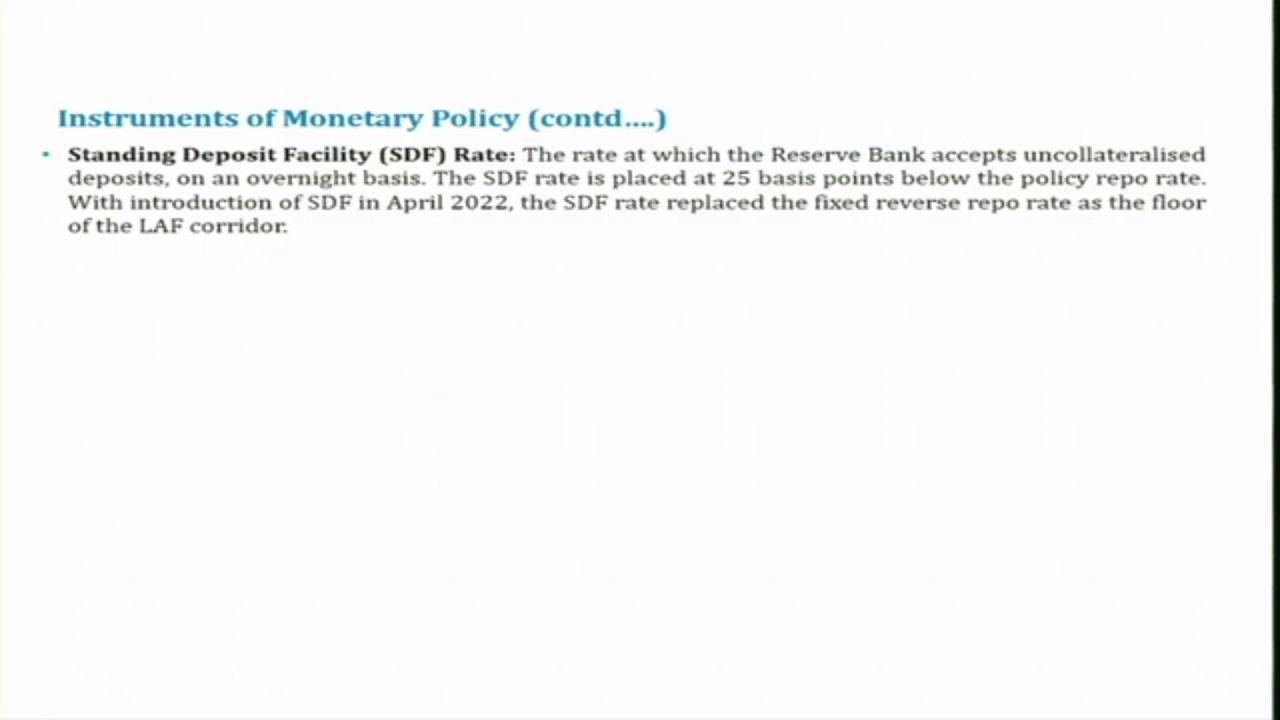 Instruments of Monetary Policy (contd....)
• Standing Deposit Facility (SDF) Rate: The rate at which the Reserve Bank accepts uncollateralised
deposits, on an overnight basis. The SDF rate is placed at 25 basis points below the policy repo rate.
With introduction of SDF in April 2022, the SDF rate replaced the fixed reverse repo rate as the floor
of the LAF corridor.